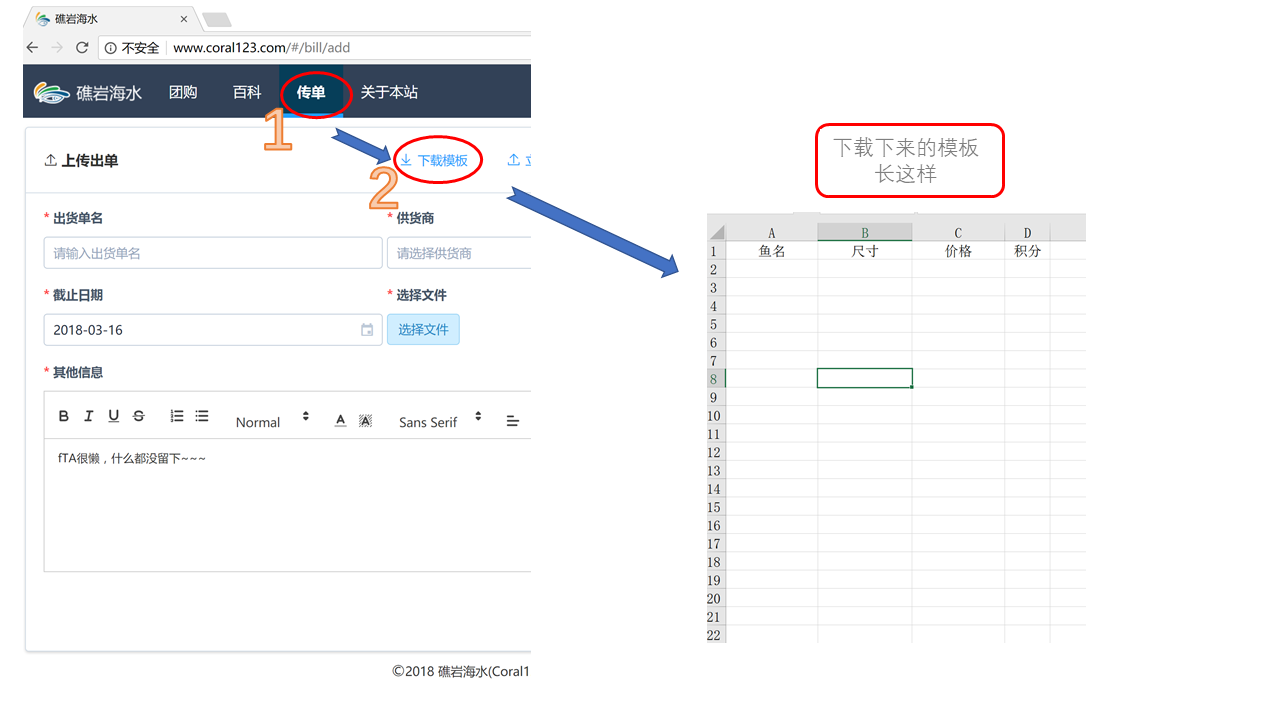 礁岩海水
不安全 www.coral123.com/#/bill/add
礁岩海水 团购 百科 传单 关于本站
1
上传出单 下载模板
2
* 出货单名 * 供货商
请输入出货单名 请选择供货商
* 截止日期 * 选择文件
2018-03-16 选择文件
* 其他信息
B I U S Normal A A Sans Serif
fTA很懒，什么都没留下~~~
©2018 礁岩海水(Coral1
下载下来的模板
长这样
A B C D
1 鱼名 尺寸 价格 积分
2
3
4
5
6
7
8
9
10
11
12
13
14
15
16
17
18
19
20
21
22